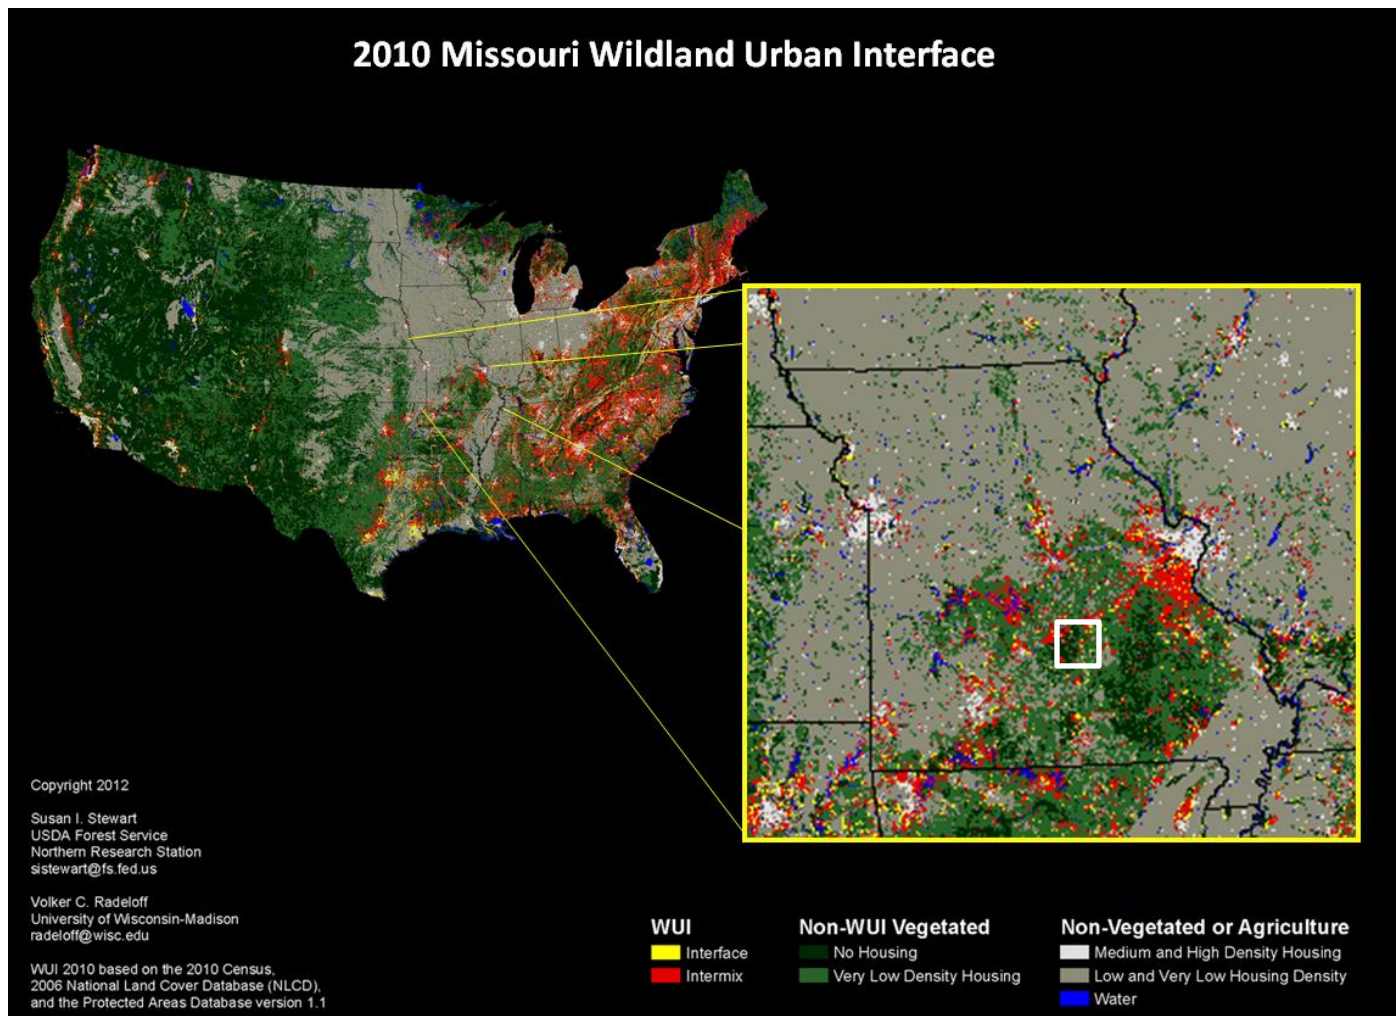 2010 Missouri Wildland Urban Interface
Copyright 2012
Susan I. Stewart
USDA Forest Service
Northern Research Station
sistewart@fs.fed.us
Volker C. Radeloff
University of Wisconsin-Madison
radeloff@wisc.edu
WUI 2010 based on the 2010 Census,
2006 National Land Cover Database (NLCD),
and the Protected Areas Database version 1.1
WUI
Interface
Intermix
Non-WUI Vegetated
No Housing
Very Low Density Housing
Non-Vegetated or Agriculture
Medium and High Density Housing
Low and Very Low Housing Density
Water